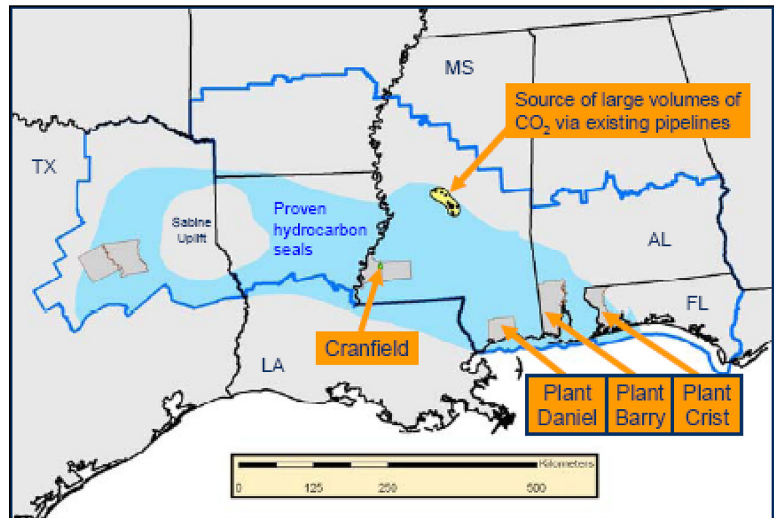 MS
Source of large volumes of
CO₂ via existing pipelines
TX
Sabine
Uplift
Proven
hydrocarbon
seals
AL
FL
Cranfield
LA
Plant
Daniel
Plant
Barry
Plant
Crist
Kilometers
0 125 250 500